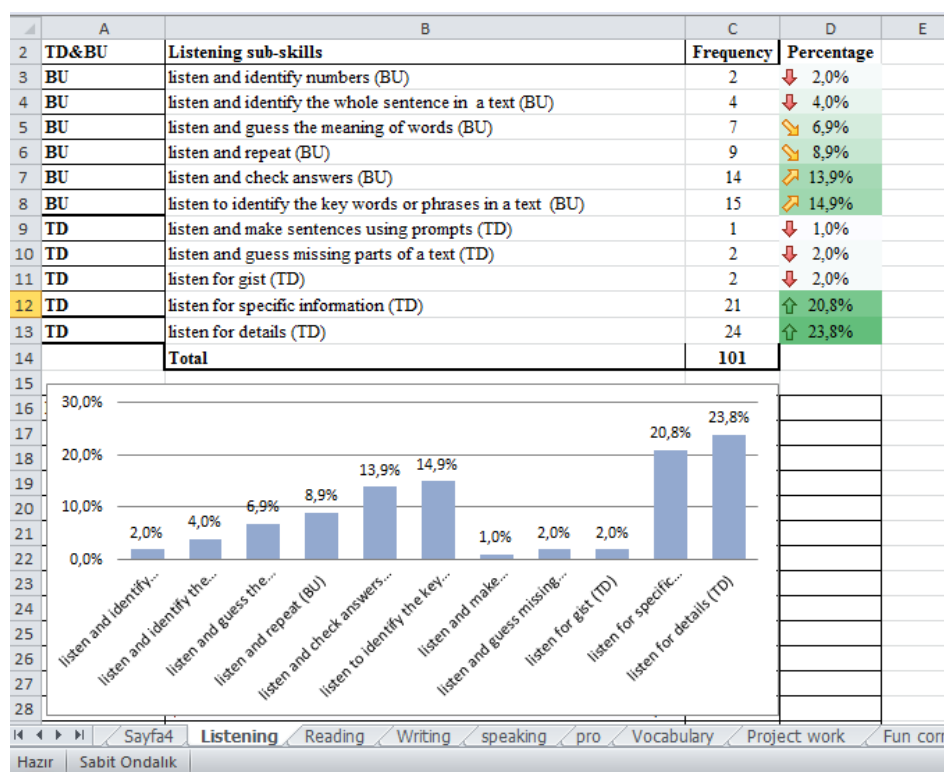 A B C D E
2 TD&BU Listening sub-skills Frequency Percentage
3 BU listen and identify numbers (BU) 2 2,0%
4 BU listen and identify the whole sentence in a text (BU) 4 4,0%
5 BU listen and guess the meaning of words (BU) 7 6,9%
6 BU listen and repeat (BU) 9 8,9%
7 BU listen and check answers (BU) 14 13,9%
8 BU listen to identify the key words or phrases in a text (BU) 15 14,9%
9 TD listen and make sentences using prompts (TD) 1 1,0%
10 TD listen and guess missing parts of a text (TD) 2 2,0%
11 TD listen for gist (TD) 2 2,0%
12 TD listen for specific information (TD) 21 20,8%
13 TD listen for details (TD) 24 23,8%
14 Total 101
15
16
17
18
19
20
21
22
23
24
25
26
27
28
30,0%
20,0%
10,0%
0,0%
2,0%
4,0%
6,9%
8,9%
13,9%
14,9%
1,0%
2,0%
2,0%
20,8%
23,8%
listen and identify...
listen and identify the...
listen and guess the...
listen and repeat (BU)
listen and check answers...
listen to identify the key...
listen and make...
listen and guess missing...
listen for gist (TD)
listen for specific...
listen for details (TD)
Sayfa4 Listening Reading Writing speaking pro Vocabulary Project work Fun corn
Hazır Sabit Ondalık